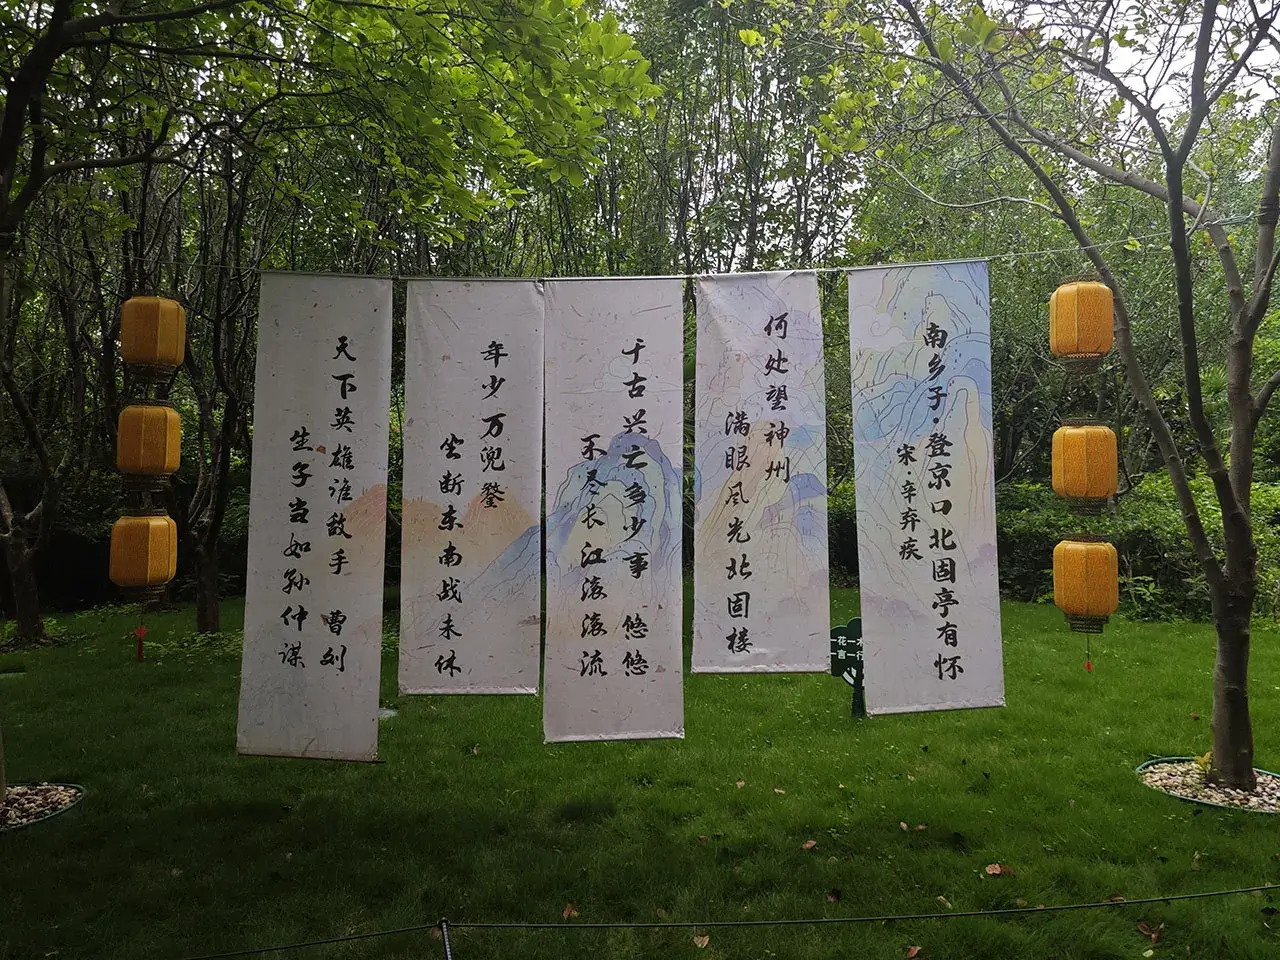 南乡子·登京口北固亭有怀
宋·辛弃疾
何处望神州
满眼风光北固楼
千古兴亡多少事 悠悠
不尽长江滚滚流
年少万兜鍪
坐断东南战未休
天下英雄谁敌手 曹刘
生子当如孙仲谋
一花一木
一言一行